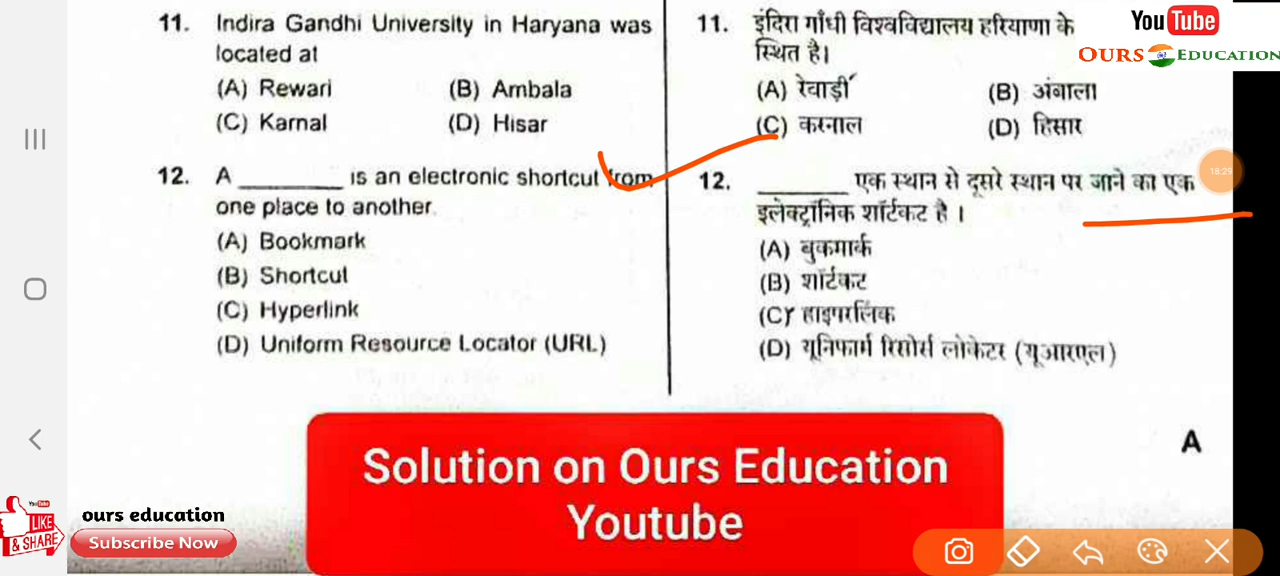 11. Indira Gandhi University in Haryana was
located at
(A) Rewari (B) Ambala
(C) Karnal (D) Hisar
12. A ________ is an electronic shortcut from
one place to another.
(A) Bookmark
(B) Shortcut
(C) Hyperlink
(D) Uniform Resource Locator (URL)
11. इंदिरा गाँधी विश्वविद्यालय हरियाणा के
स्थित है।
(A) रेवाड़ी (B) अंबाला
(C) करनाल (D) हिसार
12. ________ एक स्थान से दूसरे स्थान पर जाने का एक
इलेक्ट्रॉनिक शॉर्टकट है ।
(A) बुकमार्क
(B) शॉर्टकट
(C) हाइपरलिंक
(D) यूनिफार्म रिसोर्स लोकेटर (यूआरएल)
YouTube
OURS EDUCATION
18:29
A
Solution on Ours Education
Youtube
YouTube
LIKE
& SHARE
ours education
Subscribe Now